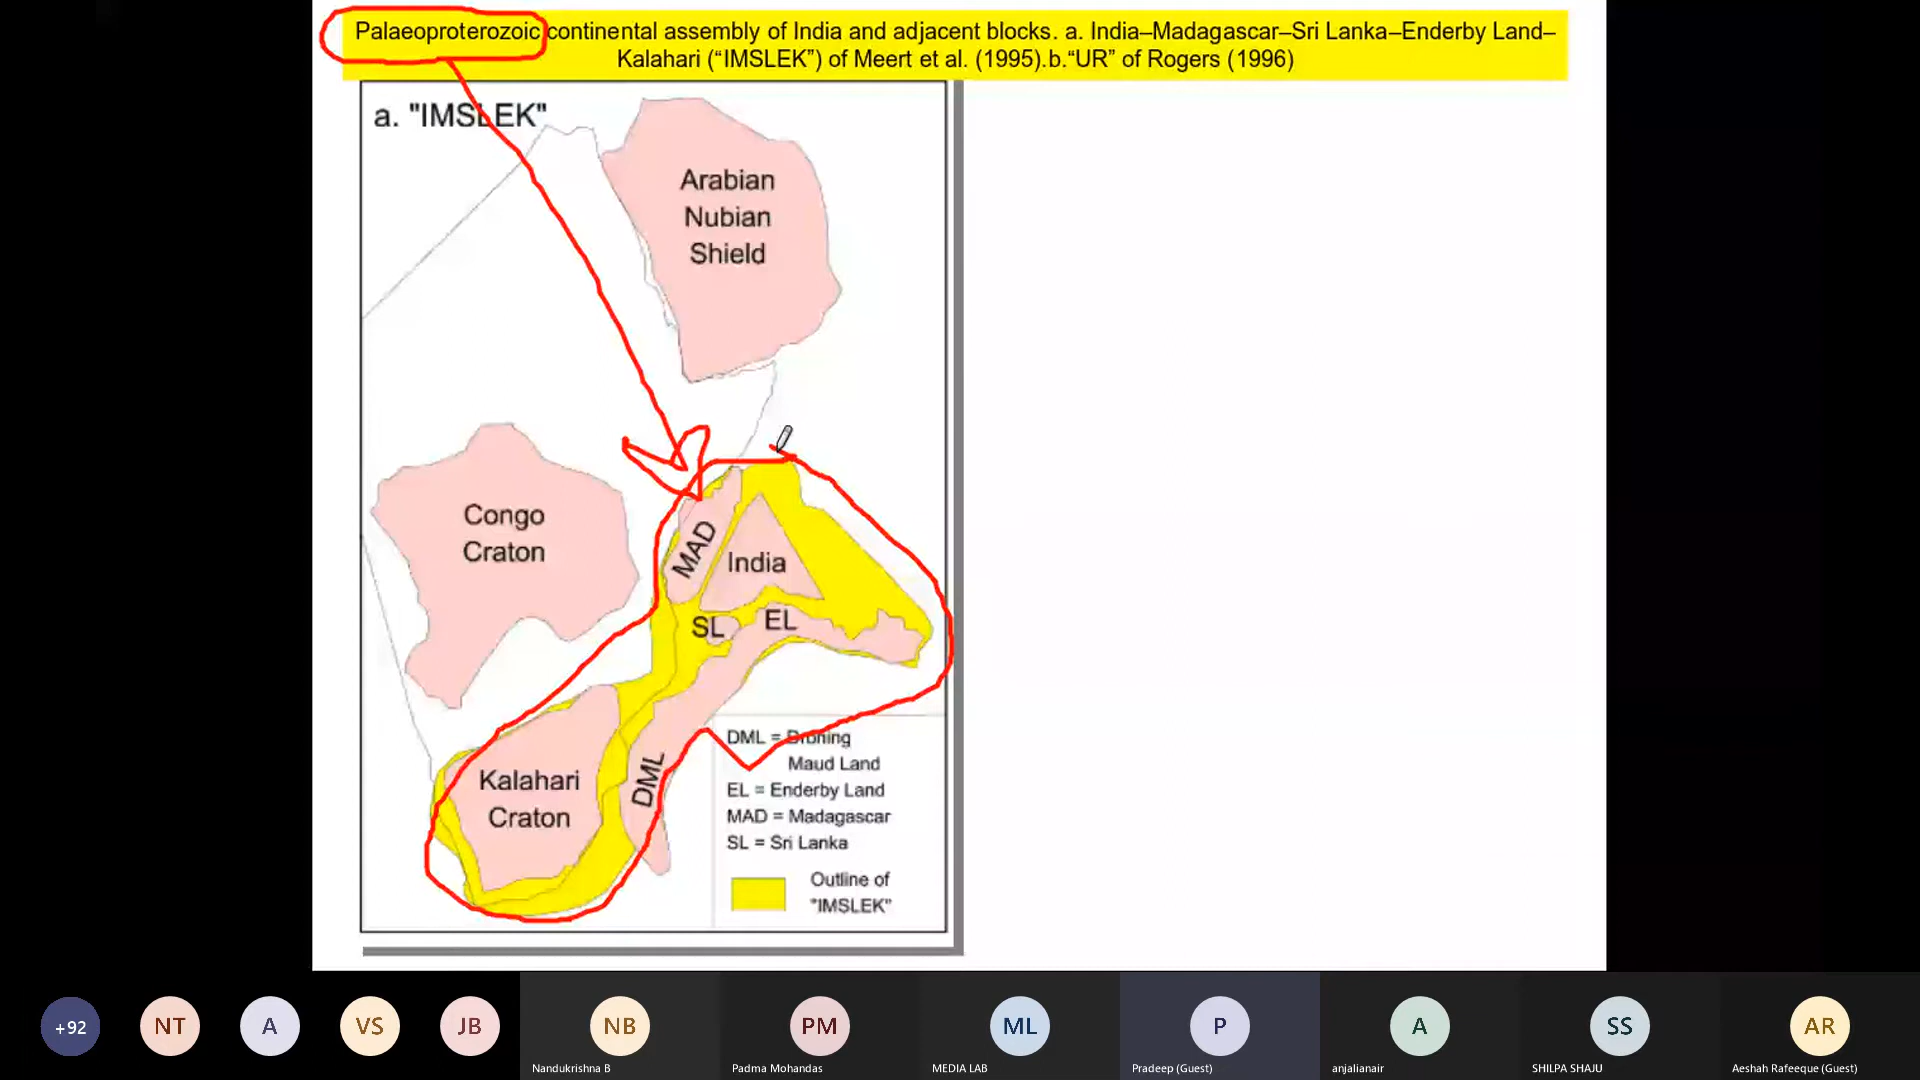 Palaeoproterozoic continental assembly of India and adjacent blocks. a. India–Madagascar–Sri Lanka–Enderby Land–
Kalahari (“IMSLEK”) of Meert et al. (1995).b.“UR” of Rogers (1996)
a. "IMSLEK"
Arabian
Nubian
Shield
Congo
Craton
MAD
India
SL
EL
Kalahari
Craton
DML
DML = Droning
Maud Land
EL = Enderby Land
MAD = Madagascar
SL = Sri Lanka
Outline of
"IMSLEK"
+92
NT
A
VS
JB
NB
PM
ML
P
A
SS
AR
Nandukrishna B
Padma Mohandas
MEDIA LAB
Pradeep (Guest)
anjalianair
SHILPA SHAJU
Aeshah Rafeeque (Guest)